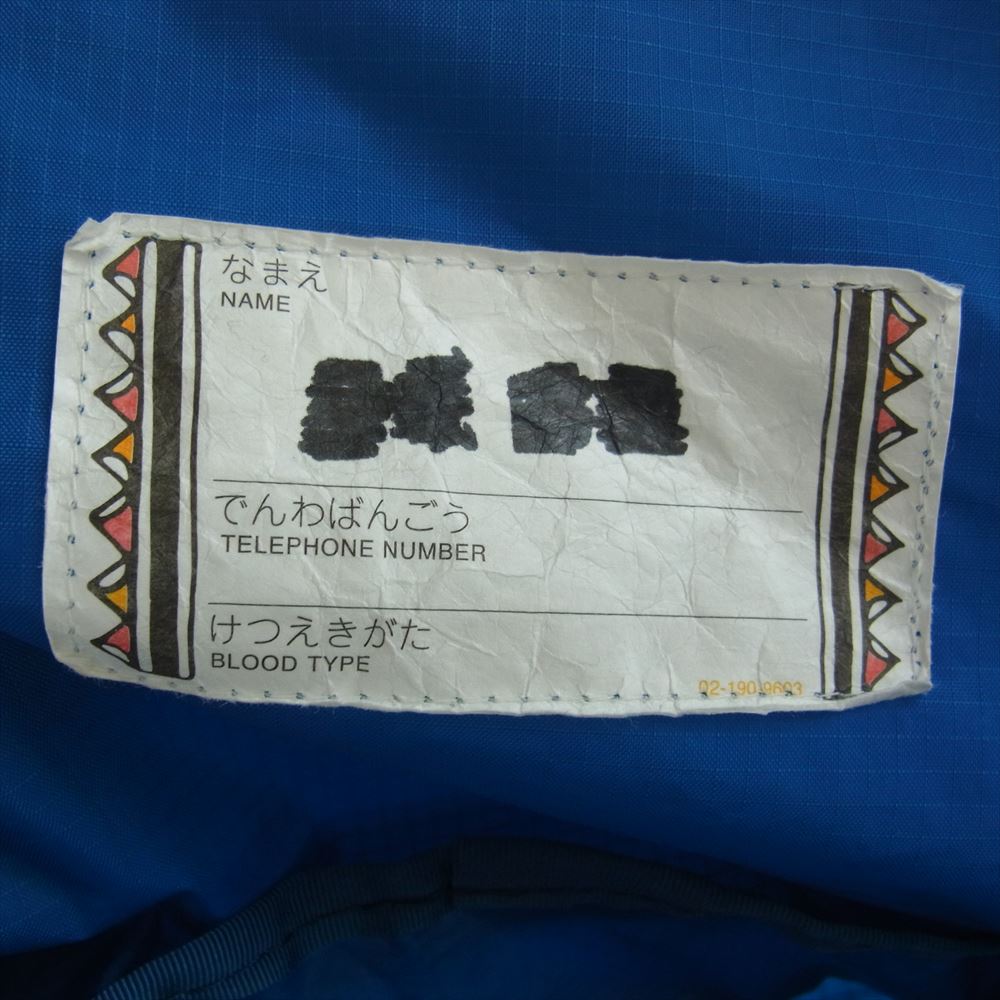 なまえ
NAME
でんわばんごう
TELEPHONE NUMBER
けつえきがた
BLOOD TYPE
02-190-9603